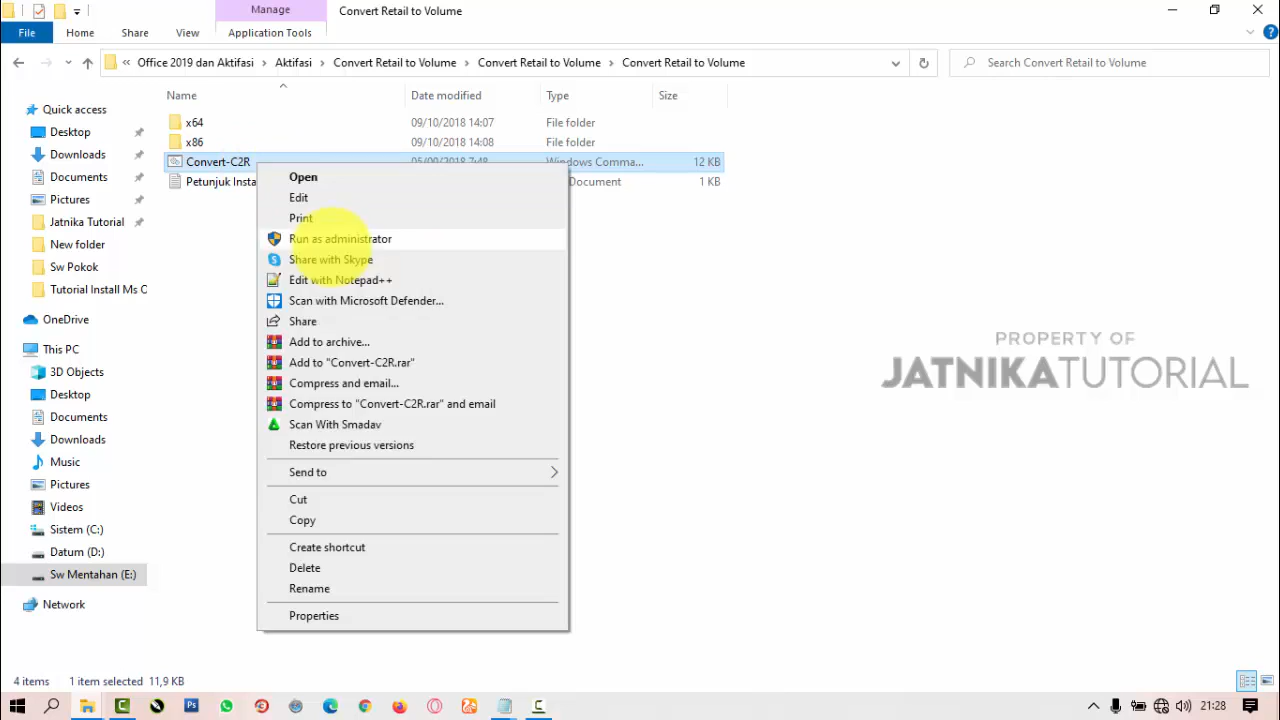 Manage
Convert Retail to Volume
File
Home
Share
View
Application Tools
« Office 2019 dan Aktifasi > Aktifasi > Convert Retail to Volume > Convert Retail to Volume > Convert Retail to Volume
Search Convert Retail to Volume
Name
Date modified
Type
Size
Quick access
Desktop
Downloads
Documents
Pictures
Jatnika Tutorial
New folder
Sw Pokok
Tutorial Install Ms O
OneDrive
This PC
3D Objects
Desktop
Documents
Downloads
Music
Pictures
Videos
Sistem (C:)
Datum (D:)
Sw Mentahan (E:)
Network
x64 09/10/2018 14:07 File folder
x86 09/10/2018 14:08 File folder
Convert-C2R 05/09/2018 7:48 Windows Comma... 12 KB
Petunjuk Insta Document 1 KB
Open
Edit
Print
Run as administrator
Share with Skype
Edit with Notepad++
Scan with Microsoft Defender...
Share
Add to archive...
Add to "Convert-C2R.rar"
Compress and email...
Compress to "Convert-C2R.rar" and email
Scan With Smadav
Restore previous versions
Send to
Cut
Copy
Create shortcut
Delete
Rename
Properties
PROPERTY OF
JATNIKATUTORIAL
4 items
1 item selected 11,9 KB
21:28